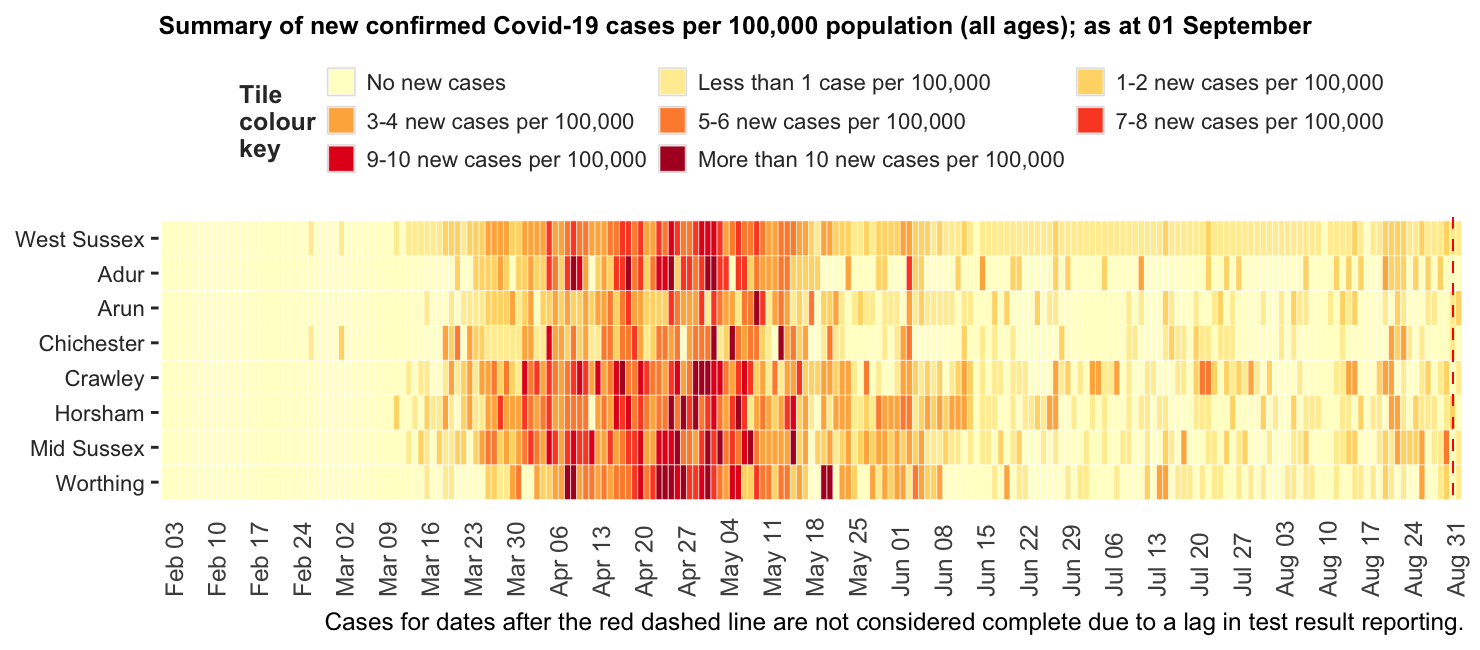 Summary of new confirmed Covid-19 cases per 100,000 population (all ages); as at 01 September
Tile
colour
key
No new cases
Less than 1 case per 100,000
1-2 new cases per 100,000
3-4 new cases per 100,000
5-6 new cases per 100,000
7-8 new cases per 100,000
9-10 new cases per 100,000
More than 10 new cases per 100,000
West Sussex
Adur
Arun
Chichester
Crawley
Horsham
Mid Sussex
Worthing
Feb 03
Feb 10
Feb 17
Feb 24
Mar 02
Mar 09
Mar 16
Mar 23
Mar 30
Apr 06
Apr 13
Apr 20
Apr 27
May 04
May 11
May 18
May 25
Jun 01
Jun 08
Jun 15
Jun 22
Jun 29
Jul 06
Jul 13
Jul 20
Jul 27
Aug 03
Aug 10
Aug 17
Aug 24
Aug 31
Cases for dates after the red dashed line are not considered complete due to a lag in test result reporting.